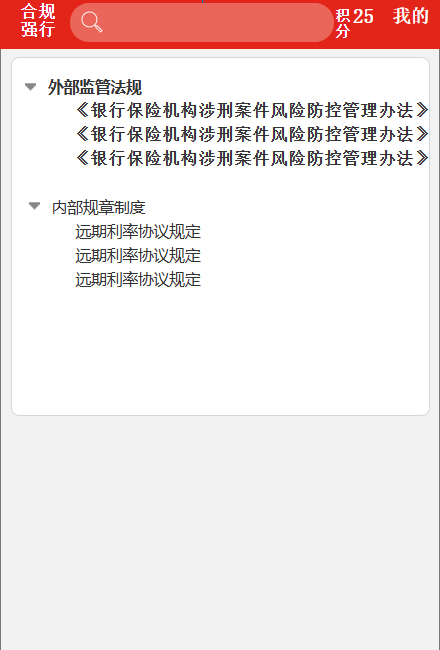 合规
强行
积25
分
我的
外部监管法规
《银行保险机构涉刑案件风险防控管理办法》
《银行保险机构涉刑案件风险防控管理办法》
《银行保险机构涉刑案件风险防控管理办法》
内部规章制度
远期利率协议规定
远期利率协议规定
远期利率协议规定